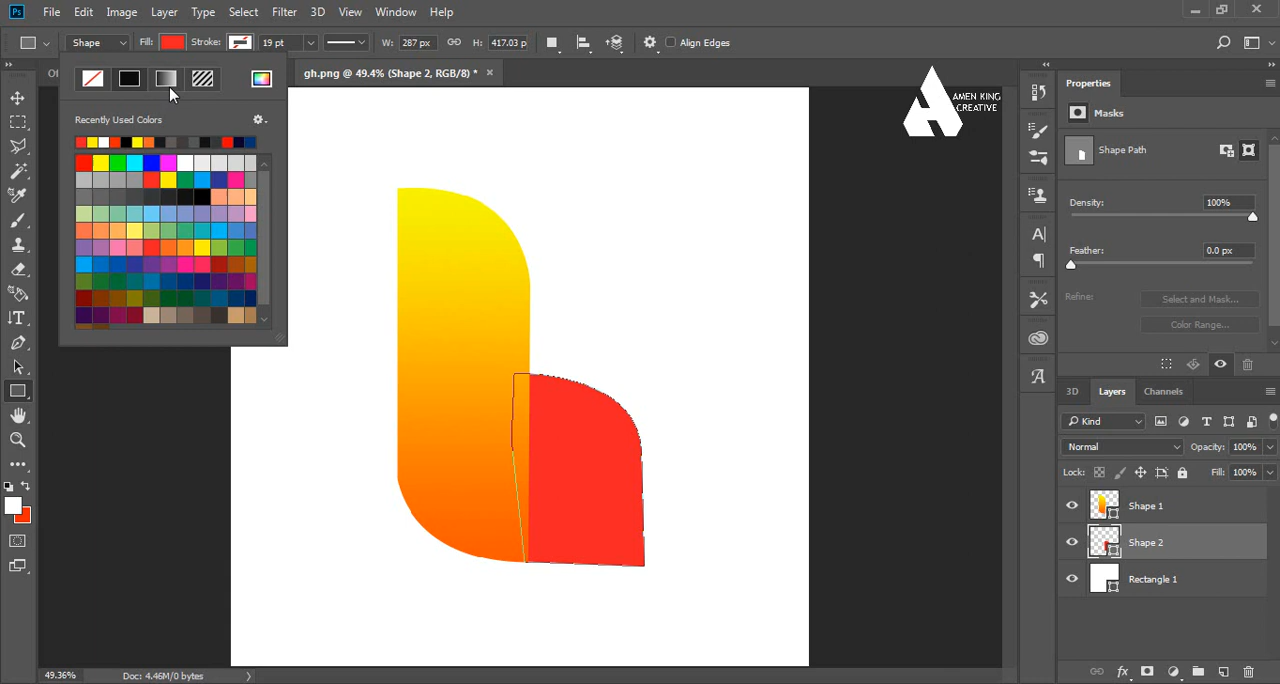 Ps File Edit Image Layer Type Select Filter 3D View Window Help
Shape Fill: Stroke: 19 pt W: 287 px H: 417.03 p Align Edges
Of gh.png @ 49.4% (Shape 2, RGB/8) *
Recently Used Colors
AMEN KING
CREATIVE
Properties
Masks
Shape Path
Density: 100%
Feather: 0.0 px
Refine: Select and Mask...
Color Range...
3D Layers Channels
Kind
Normal Opacity: 100%
Lock: Fill: 100%
Shape 1
Shape 2
Rectangle 1
49.36% Doc: 4.46M/0 bytes